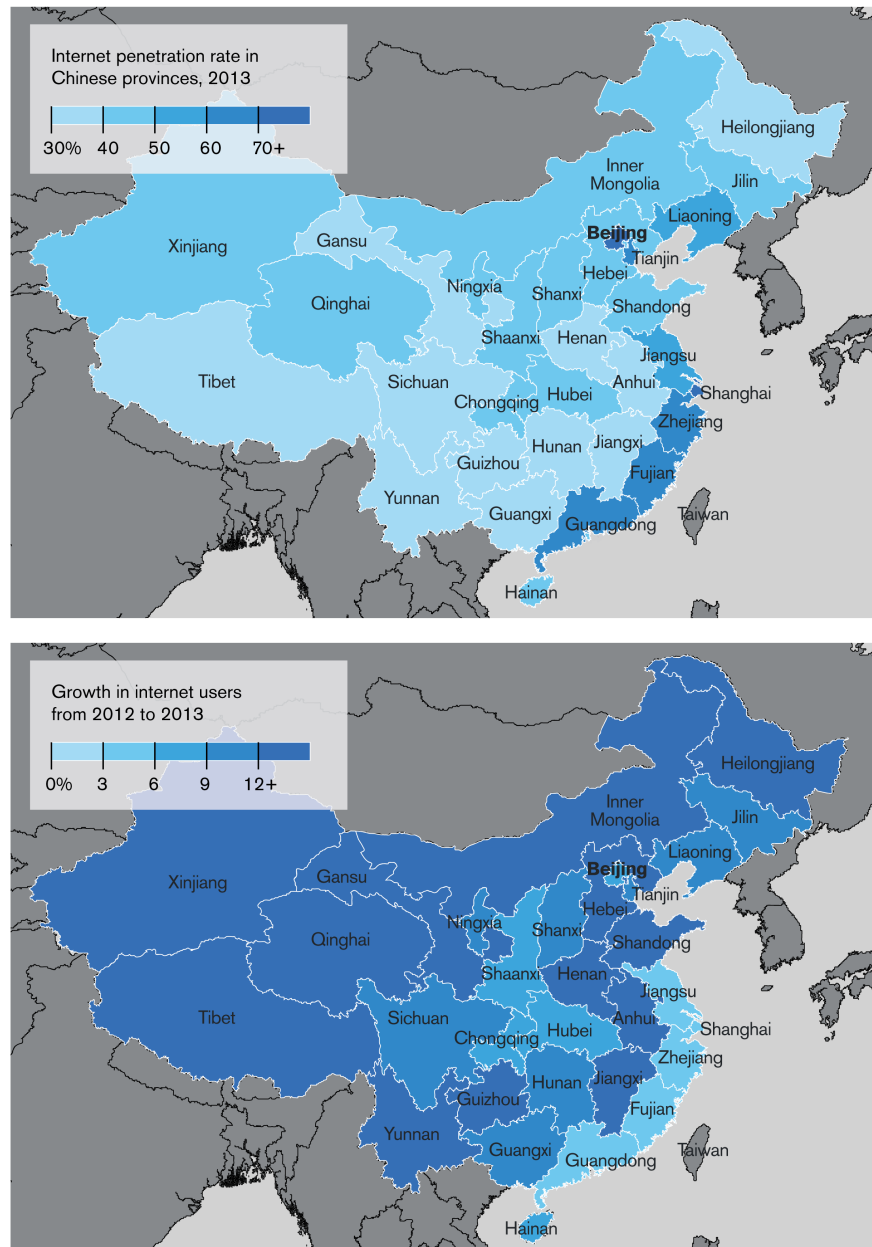 Internet penetration rate in
Chinese provinces, 2013
30% 40 50 60 70+
Heilongjiang
Inner
Mongolia
Jilin
Liaoning
Beijing
Tianjin
Xinjiang
Gansu
Hebei
Ningxia
Shanxi
Qinghai
Shandong
Shaanxi
Henan
Jiangsu
Tibet
Sichuan
Anhui
Shanghai
Chongqing
Hubei
Zhejiang
Hunan
Jiangxi
Guizhou
Fujian
Yunnan
Guangxi
Guangdong
Taiwan
Hainan
Growth in internet users
from 2012 to 2013
0% 3 6 9 12+
Heilongjiang
Inner
Mongolia
Jilin
Liaoning
Beijing
Tianjin
Xinjiang
Gansu
Hebei
Ningxia
Shanxi
Qinghai
Shandong
Shaanxi
Henan
Jiangsu
Tibet
Sichuan
Anhui
Shanghai
Chongqing
Hubei
Zhejiang
Hunan
Jiangxi
Guizhou
Fujian
Yunnan
Guangxi
Guangdong
Taiwan
Hainan